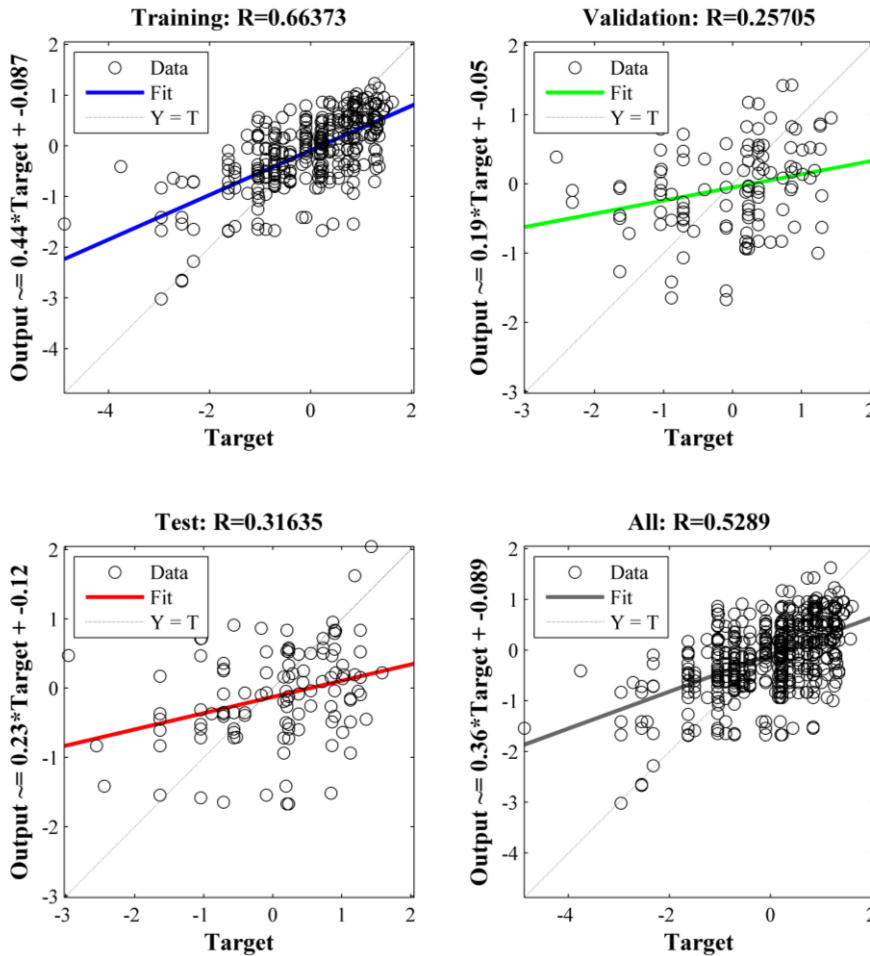 Training: R=0.66373
Output ~= 0.44*Target + -0.087
2
1
0
-1
-2
-3
-4
Data
Fit
Y = T
-4
-2
0
2
Target
Validation: R=0.25705
Output ~= 0.19*Target + -0.05
2
1
0
-1
-2
-3
Data
Fit
Y = T
-3
-2
-1
0
1
2
Target
Test: R=0.31635
Output ~= 0.23*Target + -0.12
2
1
0
-1
-2
-3
Data
Fit
Y = T
-3
-2
-1
0
1
2
Target
All: R=0.5289
Output ~= 0.36*Target + -0.089
2
1
0
-1
-2
-3
-4
Data
Fit
Y = T
-4
-2
0
2
Target